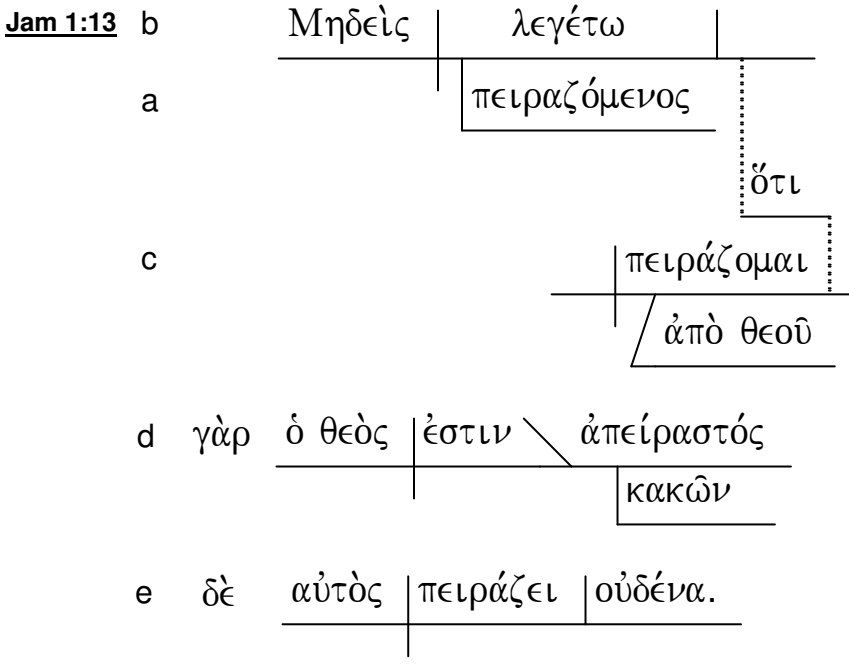 Jam 1:13 b Μηδεὶς λεγέτω
a πειραζόμενος
ὅτι
c πειράζομαι
ἀπὸ θεοῦ
d γὰρ ὁ θεὸς ἐστιν ἀπείραστός
κακῶν
e δὲ αὐτὸς πειράζει οὐδένα.